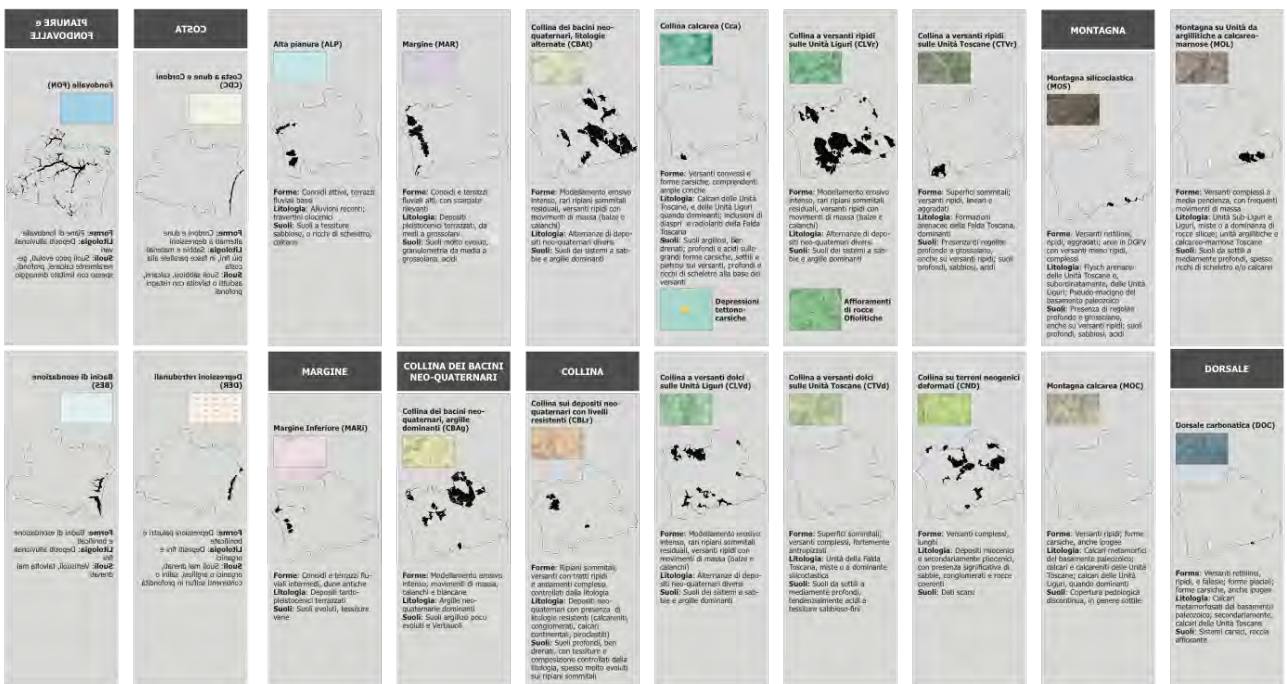 PIANURE e
FONDOVALLE
Fondovalle (FON)
Forme: Piane di fondovalle
vari
Litologia: Depositi alluvionali
Suoli: Suoli poco evoluti, ge-
neralmente calcarei, profondi,
spesso con limitato drenaggio
COSTA
Costa a dune e Cordoni
(CDC)
Forme: Cordoni e dune
alternati a depressioni
Litologia: Sabbie e materiali
più fini, in fasce parallele alla
costa
Suoli: Suoli sabbiosi, calcarei,
asciutti o talvolta con ristagni
profondi
Alta pianura (ALP)
Forme: Conoidi attive, terrazzi
fluviali bassi
Litologia: Alluvioni recenti;
travertini olocenici
Suoli: Suoli a tessiture
sabbiose, o ricchi di scheletro,
calcarei
Margine (MAR)
Forme: Conoidi e terrazzi
fluviali alti, con scarpate
rilevanti
Litologia: Depositi
pleistocenici terrazzati, da
medi a grossolani
Suoli: Suoli molto evoluti,
granulometria da media a
grossolana, acidi
Collina dei bacini neo-
quaternari, litologie
alternate (CBAt)
Forme: Modellamento erosivo
intenso, rari ripiani sommitali
residuali, versanti ripidi con
movimenti di massa (balze e
calanchi)
Litologia: Alternanze di depo-
siti neo-quaternari diversi
Suoli: Suoli dei sistemi a sab-
bie e argille dominanti
Collina calcarea (Cca)
Forme: Versanti convessi e
forme carsiche, comprendenti
ampie conche
Litologia: Calcari delle Unità
Toscane, e delle Unità Liguri
quando dominanti; inclusioni di
diaspri e radiolariti della Falda
Toscana
Suoli: Suoli argillosi, ben
drenati; profondi e acidi sulle
grandi forme carsiche, sottili e
pietrosi sui versanti, profondi e
ricchi di scheletro alla base dei
versanti
Depressioni
tettono-
carsiche
Collina a versanti ripidi
sulle Unità Liguri (CLVr)
Forme: Modellamento erosivo
intenso, rari ripiani sommitali
residuali, versanti ripidi con
movimenti di massa (balze e
calanchi)
Litologia: Alternanze di depo-
siti neo-quaternari diversi
Suoli: Suoli dei sistemi a sab-
bie e argille dominanti
Affioramenti
di rocce
Ofiolitiche
Collina a versanti ripidi
sulle Unità Toscane (CTVr)
Forme: Superfici sommitali;
versanti ripidi, lineari e
aggradati
Litologia: Formazioni
arenacee della Falda Toscana,
dominanti
Suoli: Presenza di regolite
profondo e grossolano,
anche su versanti ripidi; suoli
profondi, sabbiosi, acidi
MONTAGNA
Montagna silicoclastica
(MOS)
Forme: Versanti rettilinei,
ripidi, aggradati; aree in DGPV
con versanti meno ripidi,
complessi
Litologia: Flysch arenacei
delle Unità Toscane e,
subordinatamente, delle Unità
Liguri; Pseudo-macigno del
basamento paleozoico
Suoli: Presenza di regolite
profondo e grossolano,
anche su versanti ripidi; suoli
profondi, sabbiosi, acidi
Montagna su Unità da
argillitiche a calcareo-
marnose (MOL)
Forme: Versanti complessi a
media pendenza, con frequenti
movimenti di massa
Litologia: Unità Sub-Liguri e
Liguri, miste o a dominanza di
rocce silicee; unità argillitiche e
calcareo-marnose Toscane
Suoli: Suoli da sottili a
mediamente profondi, spesso
ricchi di scheletro e/o calcarei
Bacini di esondazione
(BES)
Forme: Bacini di esondazione
e bonificati
Litologia: Depositi alluvionali
fini
Suoli: Vertisuoli, talvolta mal
drenati
Depressioni retrodunali
(DER)
Forme: Depressioni palustri e
bonificate
Litologia: Depositi fini e
organici
Suoli: Suoli mal drenati,
organici o argillosi, salini o
contenenti solfuri in profondità
MARGINE
Margine Inferiore (MARi)
Forme: Conoidi e terrazzi flu-
viali intermedi, dune antiche
Litologia: Depositi tardo-
pleistocenici terrazzati
Suoli: Suoli evoluti, tessiture
varie
COLLINA DEI BACINI
NEO-QUATERNARI
Collina dei bacini neo-
quaternari, argille
dominanti (CBAg)
Forme: Modellamento erosivo
intenso; movimenti di massa,
calanchi e biancane
Litologia: Argille neo-
quaternarie dominanti
Suoli: Suoli argillosi poco
evoluti e Vertisuoli
COLLINA
Collina sui depositi neo-
quaternari con livelli
resistenti (CBLr)
Forme: Ripiani sommitali;
versanti con tratti ripidi
e andamenti complessi,
controllati dalla litologia
Litologia: Depositi neo-
quaternari con presenza di
litologie resistenti (calcareniti,
conglomerati, calcari
continentali, piroclastiti)
Suoli: Suoli profondi, ben
drenati, con tessiture e
composizione controllati dalla
litologia, spesso molto evoluti
sui ripiani sommitali
Collina a versanti dolci
sulle Unità Liguri (CLVd)
Forme: Modellamento erosivo
intenso, rari ripiani sommitali
residuali, versanti ripidi con
movimenti di massa (balze e
calanchi)
Litologia: Alternanze di depo-
siti neo-quaternari diversi
Suoli: Suoli dei sistemi a sab-
bie e argille dominanti
Collina a versanti dolci
sulle Unità Toscane (CTVd)
Forme: Superfici sommitali;
versanti complessi, fortemente
antropizzati
Litologia: Unità della Falda
Toscana, miste o a dominanza
silicoclastica
Suoli: Suoli da sottili a
mediamente profondi,
tendenzialmente acidi a
tessiture sabbioso-fini
Collina su terreni neogenici
deformati (CND)
Forme: Versanti complessi,
lunghi
Litologia: Depositi miocenici
e secondariamente pliocenici,
con presenza significativa di
sabbie, conglomerati e rocce
coerenti
Suoli: Dati scarsi
Montagna calcarea (MOC)
Forme: Versanti ripidi; forme
carsiche, anche ipogee
Litologia: Calcari metamorfici
del basamento paleozoico;
calcari e calcareniti delle Unità
Toscane; calcari delle Unità
Liguri, quando dominanti
Suoli: Copertura pedologica
discontinua, in genere sottile
DORSALE
Dorsale carbonatica (DOC)
Forme: Versanti rettilinei,
ripidi, e falesie; forme glaciali;
forme carsiche, anche ipogee
Litologia: Calcari
metamorfosati del basamento
paleozoico; secondariamente,
calcari delle Unità Toscane
Suoli: Sistemi carsici, roccia
affiorante